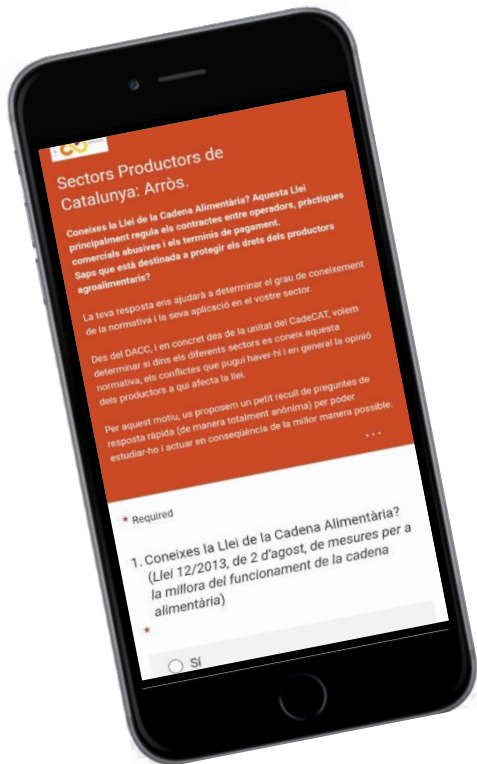 Sectors Productors de
Catalunya: Arròs.
Coneixes la Llei de la Cadena Alimentària? Aquesta Llei
principalment regula els contractes entre operadors, pràctiques
comercials abusives i els terminis de pagament.
Saps que està destinada a protegir els drets dels productors
agroalimentaris?
La teva resposta ens ajudarà a determinar el grau de coneixement
de la normativa i la seva aplicació en el vostre sector.
Des del DACC, i en concret des de la unitat del CadeCAT, volem
determinar si dins els diferents sectors es coneix aquesta
normativa, els conflictes que pugui haver-hi i en general la opinió
dels productors a qui afecta la llei.
Per aquest motiu, us proposem un petit recull de preguntes de
resposta ràpida (de manera totalment anònima) per poder
estudiar-ho i actuar en conseqüència de la millor manera possible.
...
* Required
1. Coneixes la Llei de la Cadena Alimentària?
(Llei 12/2013, de 2 d'agost, de mesures per a
la millora del funcionament de la cadena
alimentària)
*
Sí